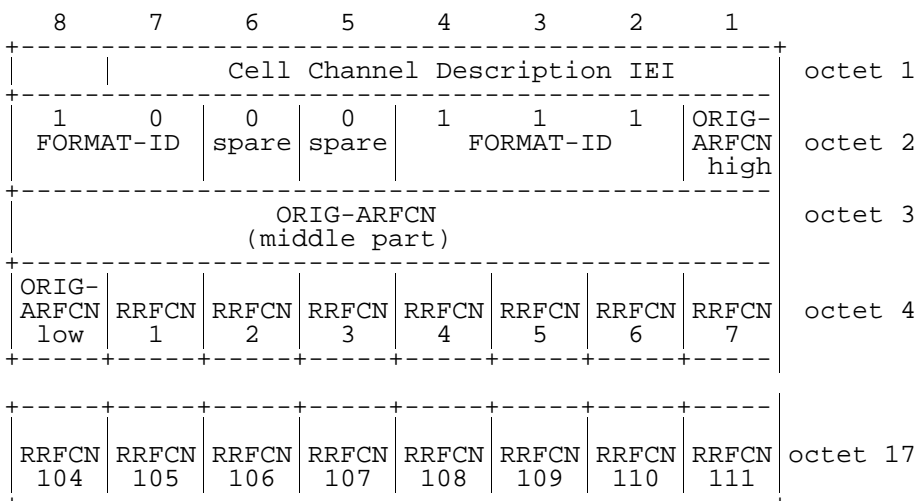 8 7 6 5 4 3 2 1
Cell Channel Description IEI octet 1
1 0 0 0 1 1 1 ORIG-
FORMAT-ID spare spare FORMAT-ID ARFCN octet 2
high
ORIG-ARFCN octet 3
(middle part)
ORIG-
ARFCN RRFCN RRFCN RRFCN RRFCN RRFCN RRFCN RRFCN octet 4
low 1 2 3 4 5 6 7
RRFCN RRFCN RRFCN RRFCN RRFCN RRFCN RRFCN RRFCN octet 17
104 105 106 107 108 109 110 111